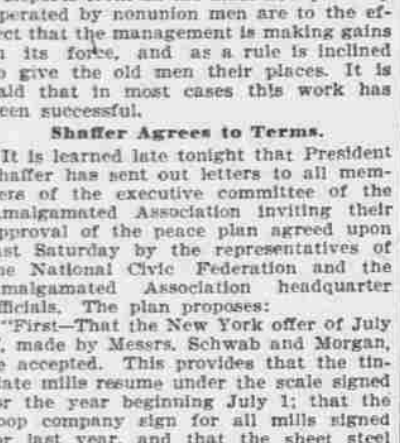 perated by nonunion men are to the ef-
ect that the management is making gains
its force, and as a rule is inclined
o give the old men their places. It is
aid that in most cases this work has
een successful.
Shaffer Agrees to Terms.
It is learned late tonight that President
haffer has sent out letters to all mem-
ers of the executive committee of the
malgamated Association inviting their
pproval of the peace plan agreed upon
ast Saturday by the representatives of
he National Civic Federation and the
malgamated Association headquarter
fficials. The plan proposes:
"First—That the New York offer of July
, made by Messrs. Schwab and Morgan,
e accepted. This provides that the tin-
late mills resume under the scale signed
or the year beginning July 1; that the
oop company sign for all mills signed
or last year, and that the sheet steel